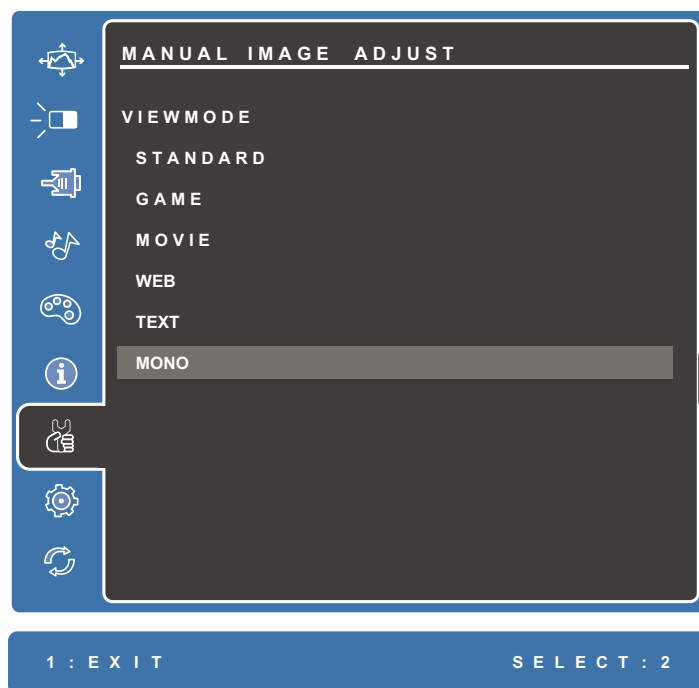 MANUAL IMAGE ADJUST
VIEWMODE
STANDARD
GAME
MOVIE
WEB
TEXT
MONO
1:EXIT SELECT:2